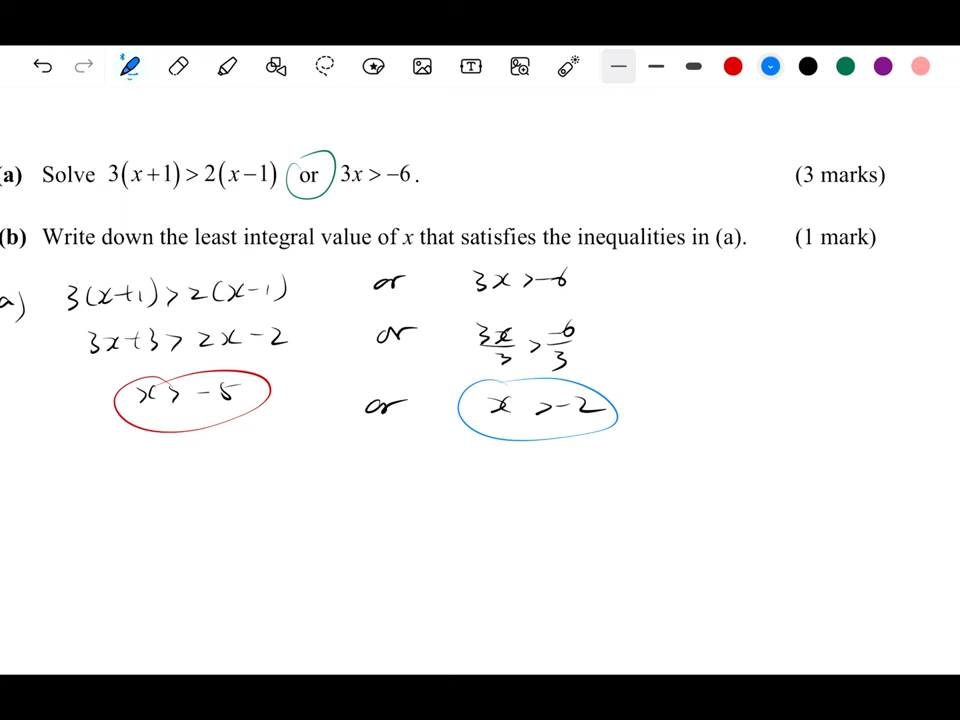 (a) Solve 3(x+1) > 2(x−1) or 3x > −6. (3 marks)
(b) Write down the least integral value of x that satisfies the inequalities in (a). (1 mark)
a) 3(x+1) > 2(x−1) or 3x > −6
3x+3 > 2x−2 or 3x/3 > −6/3
x > −5 or x > −2